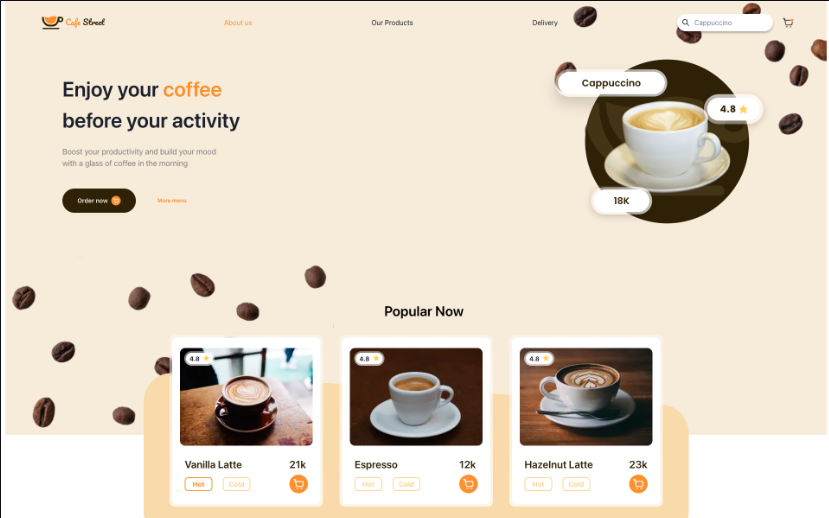 Cafe Street
About us
Our Products
Delivery
Cappuccino
Enjoy your coffee
before your activity
Boost your productivity and build your mood
with a glass of coffee in the morning
Order now
More menu
Cappuccino
4.8
18K
Popular Now
4.8
Vanilla Latte 21k
Hot Cold
4.8
Espresso 12k
Hot Cold
4.8
Hazelnut Latte 23k
Hot Cold